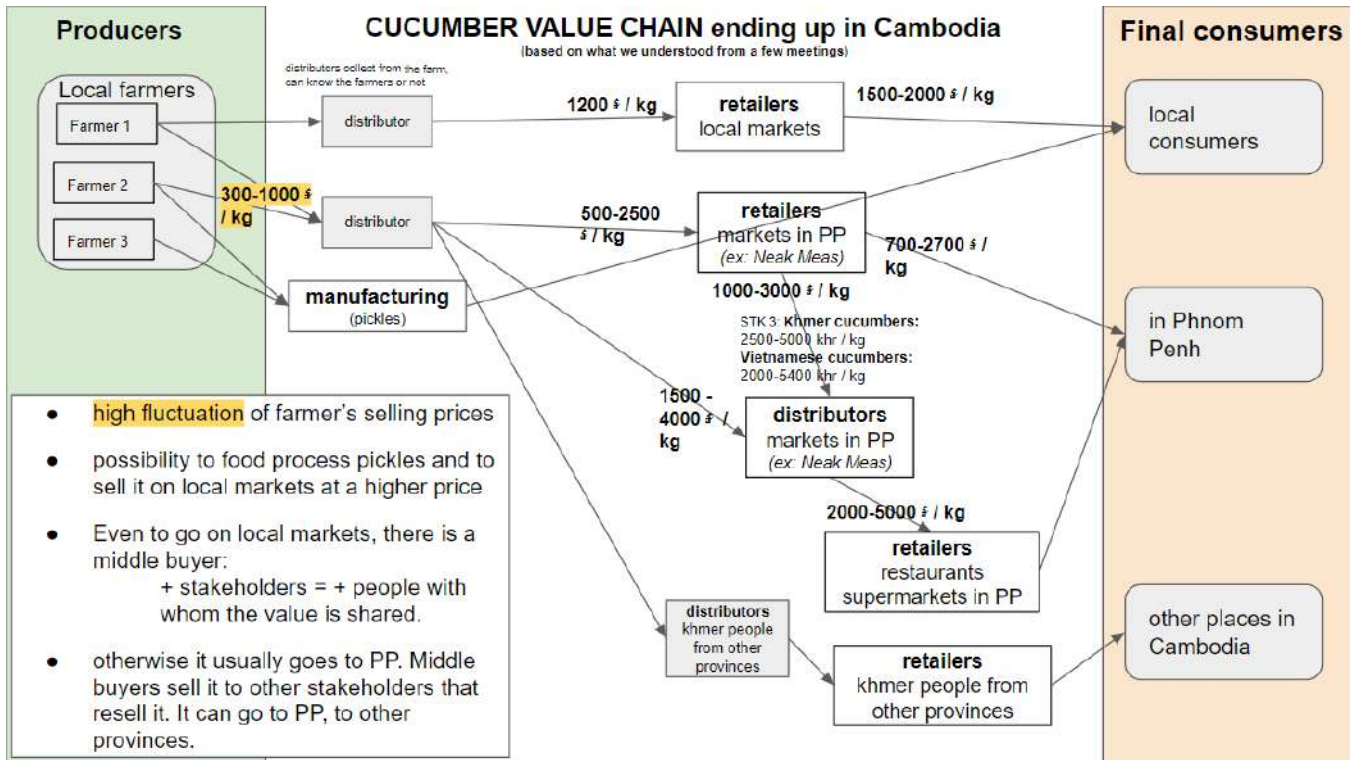 Producers
CUCUMBER VALUE CHAIN ending up in Cambodia
(based on what we understood from a few meetings)
Final consumers
distributors collect from the farm,
can know the farmers or not
Local farmers
Farmer 1
Farmer 2
Farmer 3
distributor
1200 ៛ / kg
retailers
local markets
1500-2000 ៛ / kg
local
consumers
300-1000 ៛
/ kg
distributor
500-2500
៛ / kg
retailers
markets in PP
(ex: Neak Meas)
700-2700 ៛ /
kg
manufacturing
(pickles)
1000-3000 ៛ / kg
STK 3: Khmer cucumbers:
2500-5000 khr / kg
Vietnamese cucumbers:
2000-5400 khr / kg
in Phnom
Penh
1500 -
4000 ៛ /
kg
distributors
markets in PP
(ex: Neak Meas)
2000-5000 ៛ / kg
retailers
restaurants
supermarkets in PP
distributors
khmer people
from other
provinces
retailers
khmer people from
other provinces
other places in
Cambodia
● high fluctuation of farmer's selling prices
● possibility to food process pickles and to
sell it on local markets at a higher price
● Even to go on local markets, there is a
middle buyer:
+ stakeholders = + people with
whom the value is shared.
● otherwise it usually goes to PP. Middle
buyers sell it to other stakeholders that
resell it. It can go to PP, to other
provinces.